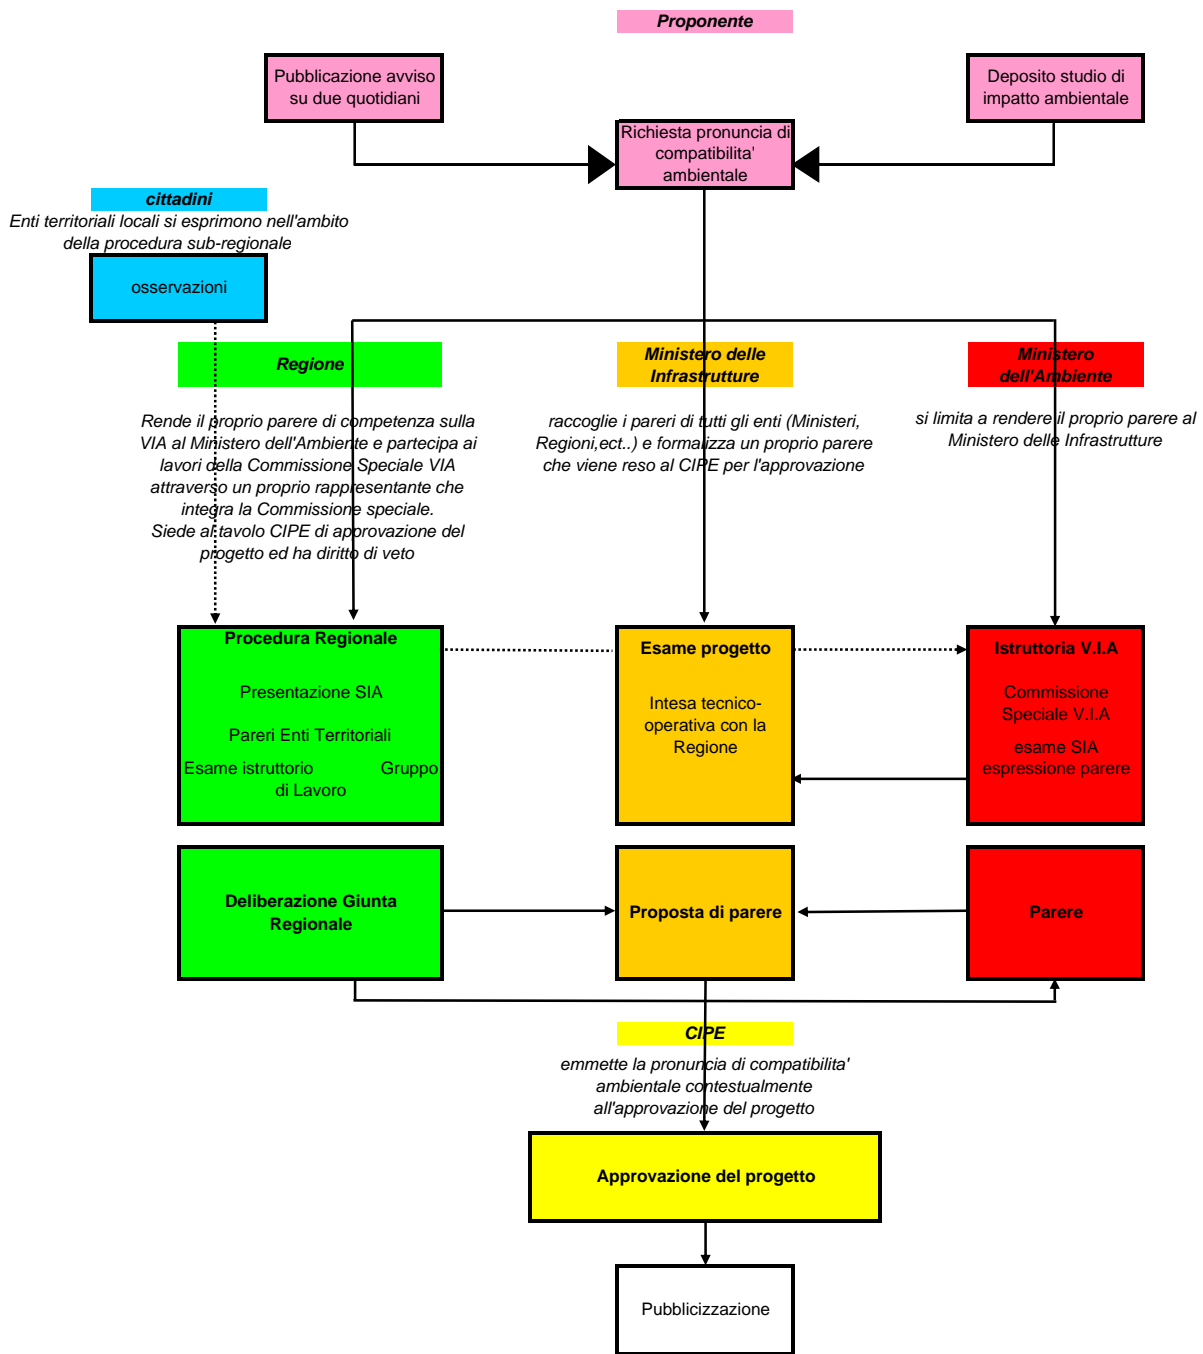 Proponente
Pubblicazione avviso
su due quotidiani
Deposito studio di
impatto ambientale
Richiesta pronuncia di
compatibilita'
ambientale
cittadini
Enti territoriali locali si esprimono nell'ambito
della procedura sub-regionale
osservazioni
Regione
Ministero delle
Infrastrutture
Ministero
dell'Ambiente
Rende il proprio parere di competenza sulla
VIA al Ministero dell'Ambiente e partecipa ai
lavori della Commissione Speciale VIA
attraverso un proprio rappresentante che
integra la Commissione speciale.
Siede al tavolo CIPE di approvazione del
progetto ed ha diritto di veto
raccoglie i pareri di tutti gli enti (Ministeri,
Regioni,ect..) e formalizza un proprio parere
che viene reso al CIPE per l'approvazione
si limita a rendere il proprio parere al
Ministero delle Infrastrutture
Procedura Regionale
Presentazione SIA
Pareri Enti Territoriali
Esame istruttorio Gruppo
di Lavoro
Esame progetto
Intesa tecnico-
operativa con la
Regione
Istruttoria V.I.A
Commissione
Speciale V.I.A
esame SIA
espressione parere
Deliberazione Giunta
Regionale
Proposta di parere
Parere
CIPE
emmette la pronuncia di compatibilita'
ambientale contestualmente
all'approvazione del progetto
Approvazione del progetto
Pubblicizzazione